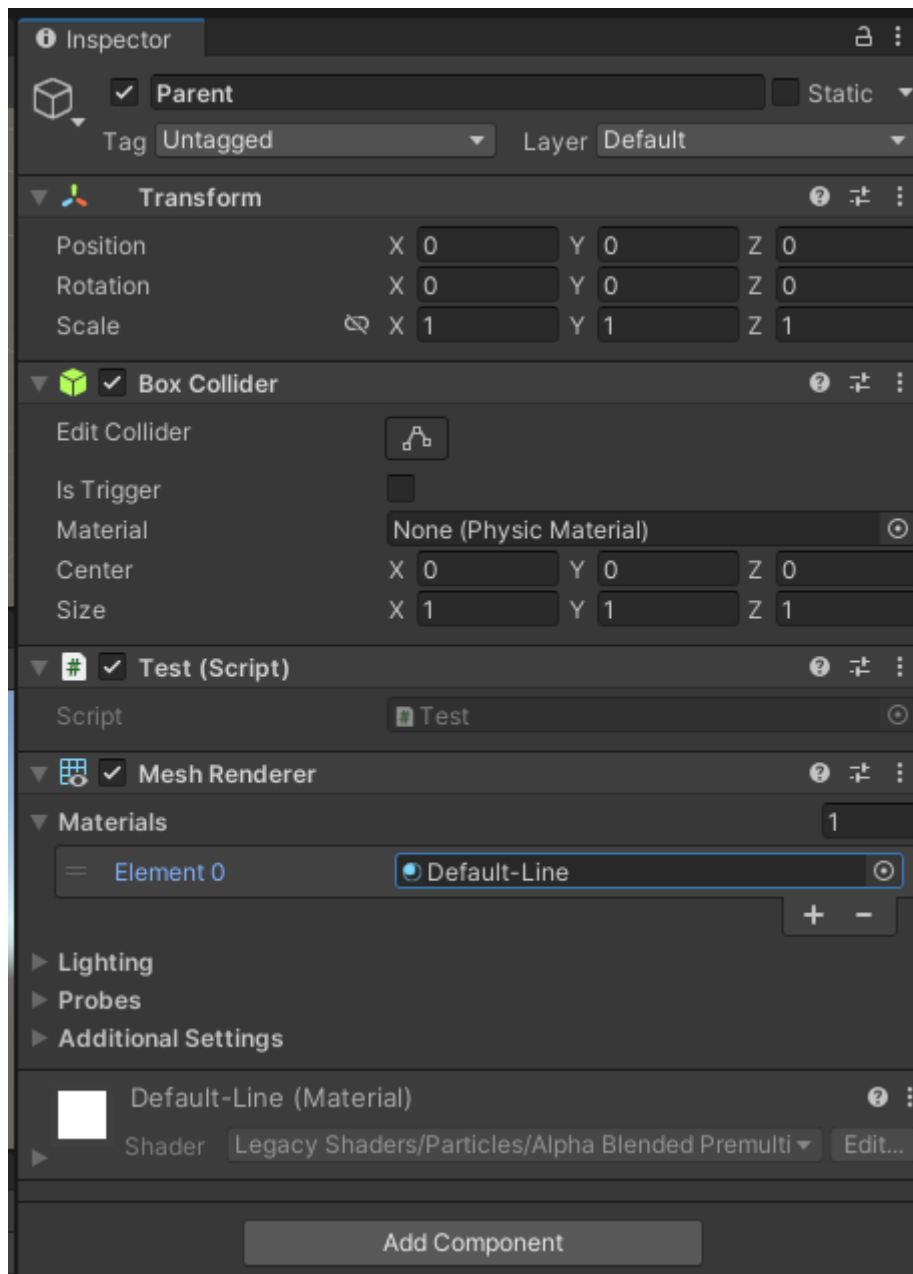 Inspector
Parent
Static
Tag Untagged Layer Default
Transform
Position X 0 Y 0 Z 0
Rotation X 0 Y 0 Z 0
Scale X 1 Y 1 Z 1
Box Collider
Edit Collider
Is Trigger
Material None (Physic Material)
Center X 0 Y 0 Z 0
Size X 1 Y 1 Z 1
# Test (Script)
Script # Test
Mesh Renderer
Materials 1
Element 0 Default-Line
+ −
Lighting
Probes
Additional Settings
Default-Line (Material)
Shader Legacy Shaders/Particles/Alpha Blended Premulti Edit...
Add Component